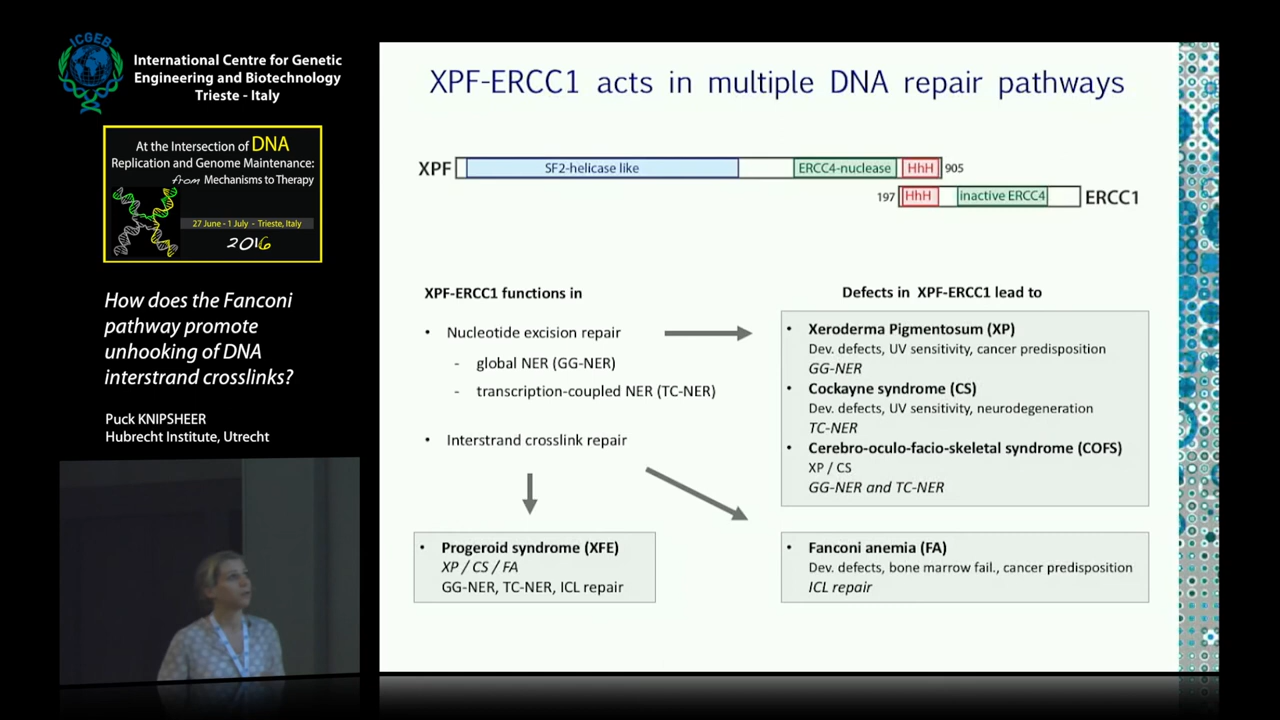 ICGEB
International Centre for Genetic
Engineering and Biotechnology
Trieste - Italy
At the Intersection of DNA
Replication and Genome Maintenance:
from Mechanisms to Therapy
27 June - 1 July - Trieste, Italy
2016
How does the Fanconi
pathway promote
unhooking of DNA
interstrand crosslinks?
Puck KNIPSHEER
Hubrecht Institute, Utrecht
XPF-ERCC1 acts in multiple DNA repair pathways
XPF SF2-helicase like ERCC4-nuclease HhH 905
197 HhH inactive ERCC4 ERCC1
XPF-ERCC1 functions in
• Nucleotide excision repair
- global NER (GG-NER)
- transcription-coupled NER (TC-NER)
• Interstrand crosslink repair
Defects in XPF-ERCC1 lead to
• Xeroderma Pigmentosum (XP)
Dev. defects, UV sensitivity, cancer predisposition
GG-NER
• Cockayne syndrome (CS)
Dev. defects, UV sensitivity, neurodegeneration
TC-NER
• Cerebro-oculo-facio-skeletal syndrome (COFS)
XP / CS
GG-NER and TC-NER
• Progeroid syndrome (XFE)
XP / CS / FA
GG-NER, TC-NER, ICL repair
• Fanconi anemia (FA)
Dev. defects, bone marrow fail., cancer predisposition
ICL repair